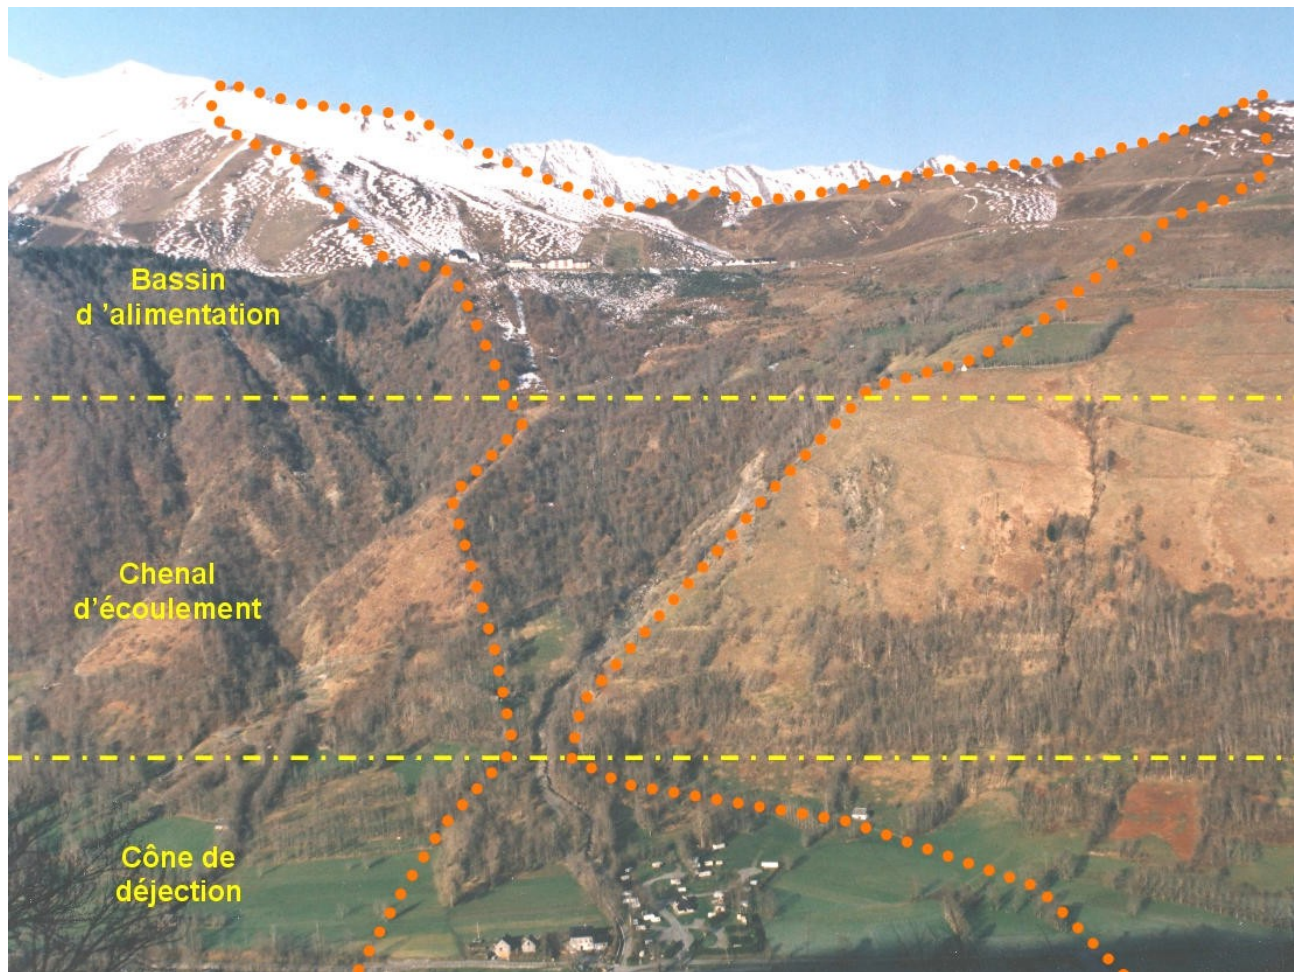 Bassin
d ’alimentation
Chenal
d’écoulement
Cône de
déjection